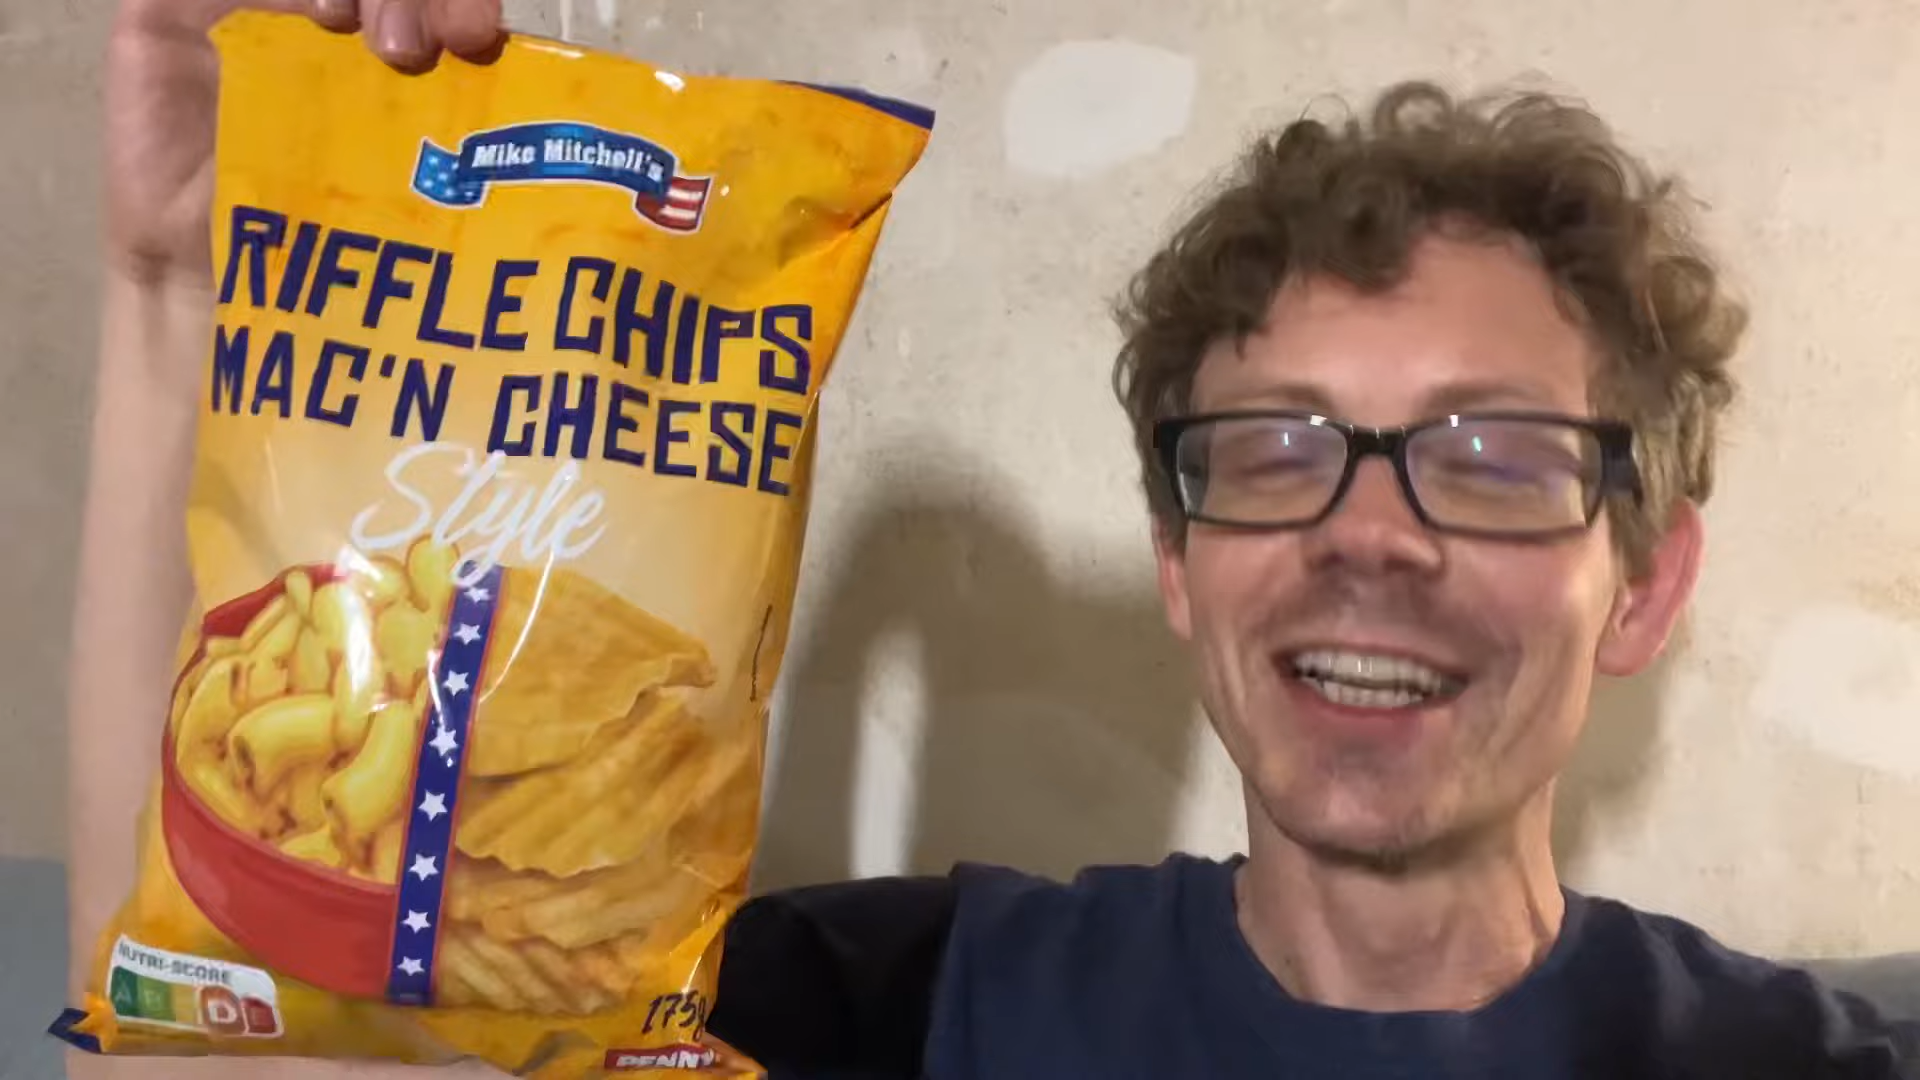 Mike Mitchell's
RIFFLE CHIPS
MAC'N CHEESE
Style
NUTRI-SCORE
A B D E
175g
PENNY